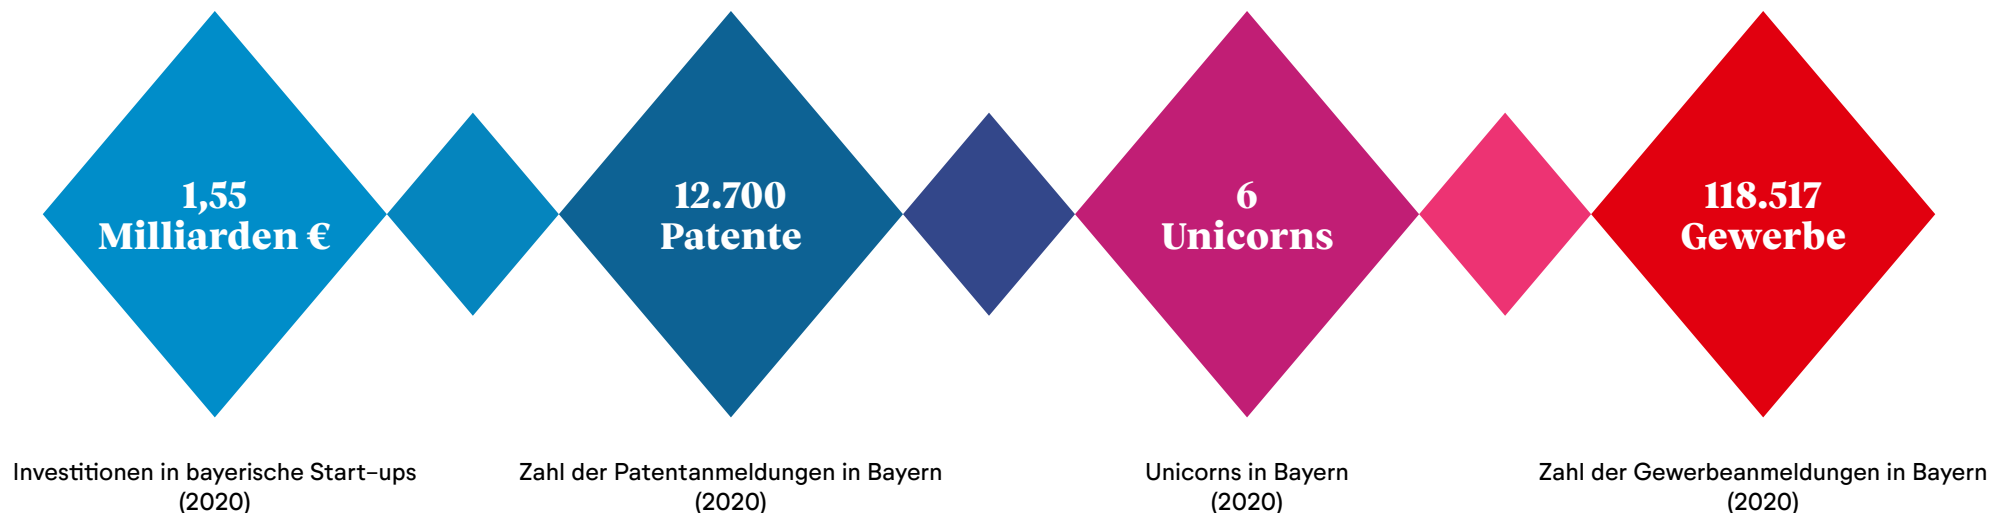 1,55
Milliarden €
12.700
Patente
6
Unicorns
118.517
Gewerbe
Investitionen in bayerische Start-ups
(2020)
Zahl der Patentanmeldungen in Bayern
(2020)
Unicorns in Bayern
(2020)
Zahl der Gewerbeanmeldungen in Bayern
(2020)